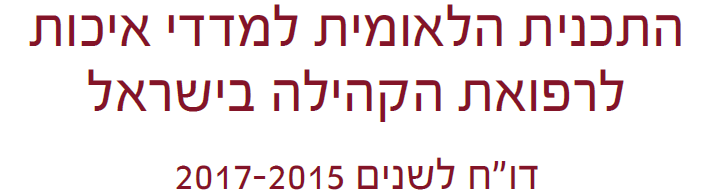 התכנית הלאומית למדדי איכות
לרפואת הקהילה בישראל
דו"ח לשנים 2017-2015